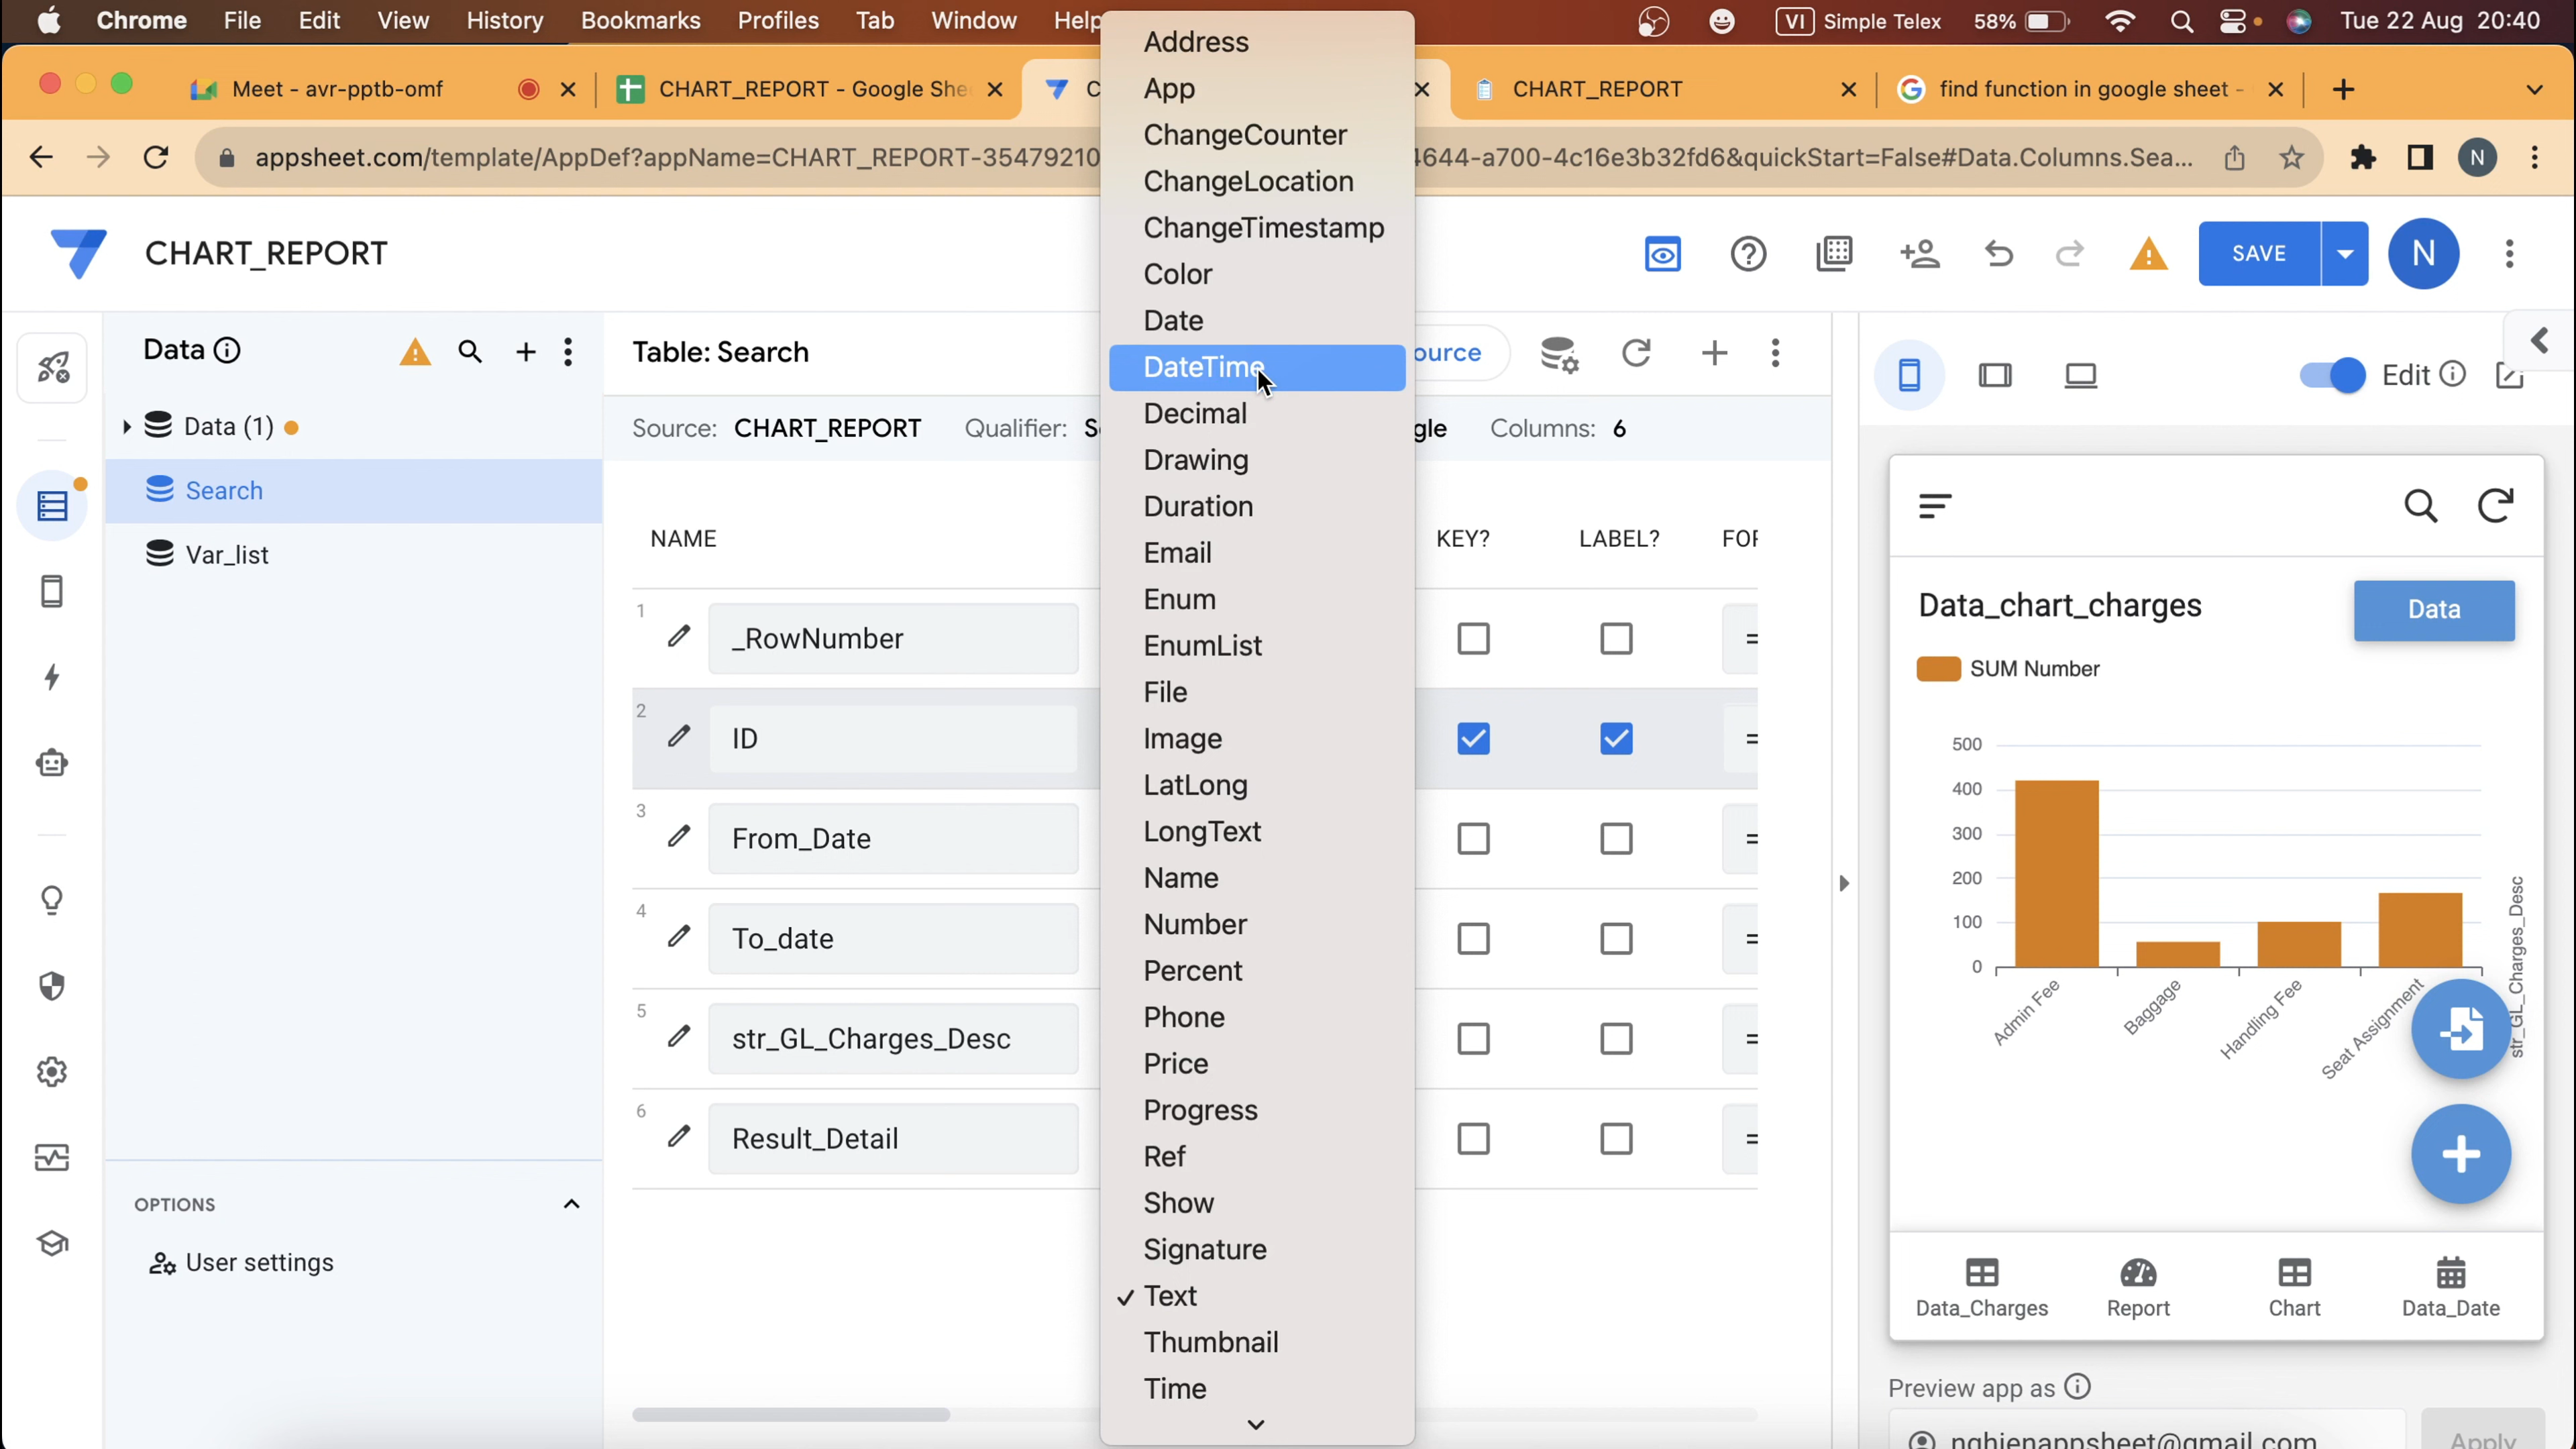 Chrome File Edit View History Bookmarks Profiles Tab Window Help VI Simple Telex 58% Tue 22 Aug 20:40
Meet - avr-pptb-omf CHART_REPORT - Google She CHART_REPORT find function in google sheet -
appsheet.com/template/AppDef?appName=CHART_REPORT-35479210 4644-a700-4c16e3b32fd6&quickStart=False#Data.Columns.Sea... N
CHART_REPORT SAVE N
Data
Data (1)
Search
Var_list
OPTIONS
User settings
Table: Search ource
Source: CHART_REPORT Qualifier: S gle Columns: 6
NAME KEY? LABEL? FOR
1 _RowNumber =
2 ID =
3 From_Date =
4 To_date =
5 str_GL_Charges_Desc =
6 Result_Detail =
Address
App
ChangeCounter
ChangeLocation
ChangeTimestamp
Color
Date
DateTime
Decimal
Drawing
Duration
Email
Enum
EnumList
File
Image
LatLong
LongText
Name
Number
Percent
Phone
Price
Progress
Ref
Show
Signature
✓ Text
Thumbnail
Time
Edit
Data_chart_charges Data
SUM Number
500
400
300
200
100
0
Admin Fee
Baggage
Handling Fee
Seat Assignment
str_GL_Charges_Desc
Data_Charges Report Chart Data_Date
Preview app as
nghienappsheet@gmail.com Apply